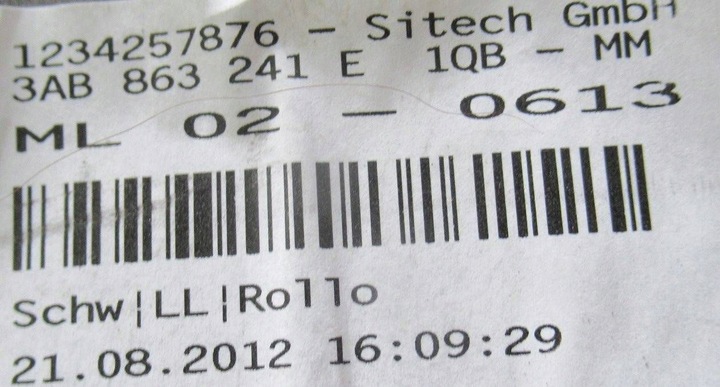 1234257876 - Sitech GmbH
3AB 863 241 E 1QB - MM
ML 02 - 0613
Schw|LL|Rollo
21.08.2012 16:09:29